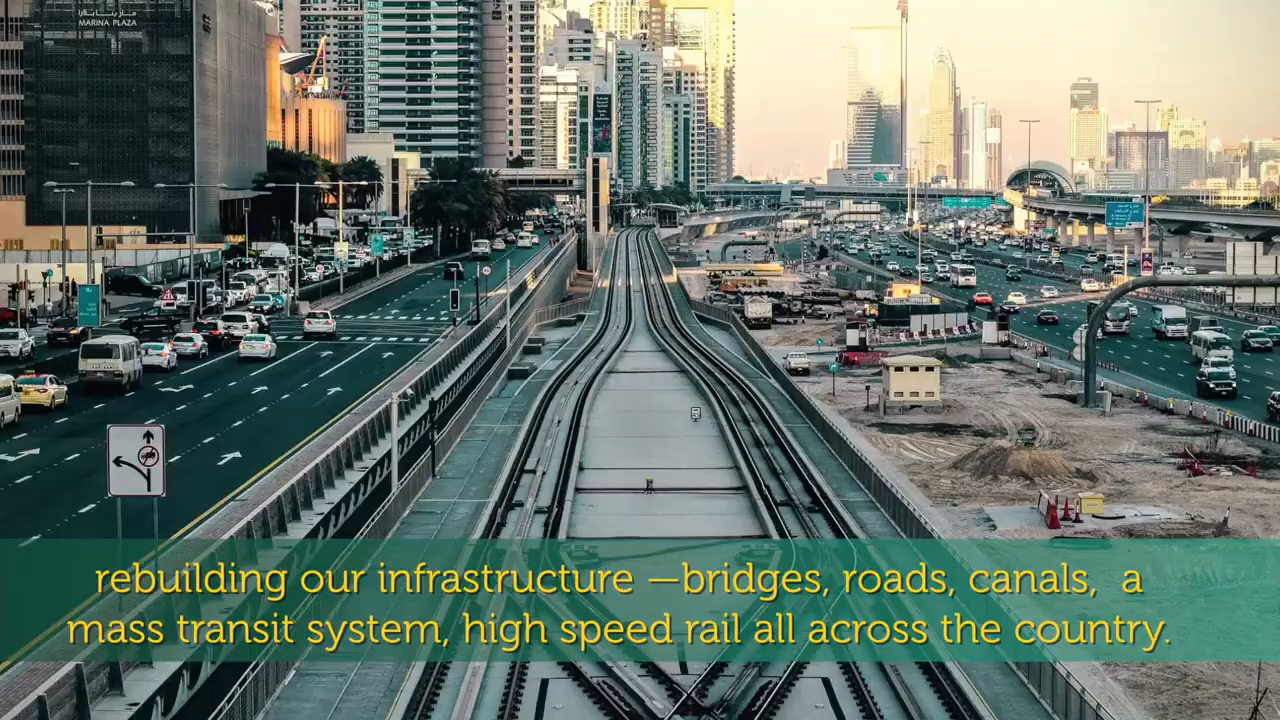 MARINA PLAZA
rebuilding our infrastructure —bridges, roads, canals, a
mass transit system, high speed rail all across the country.